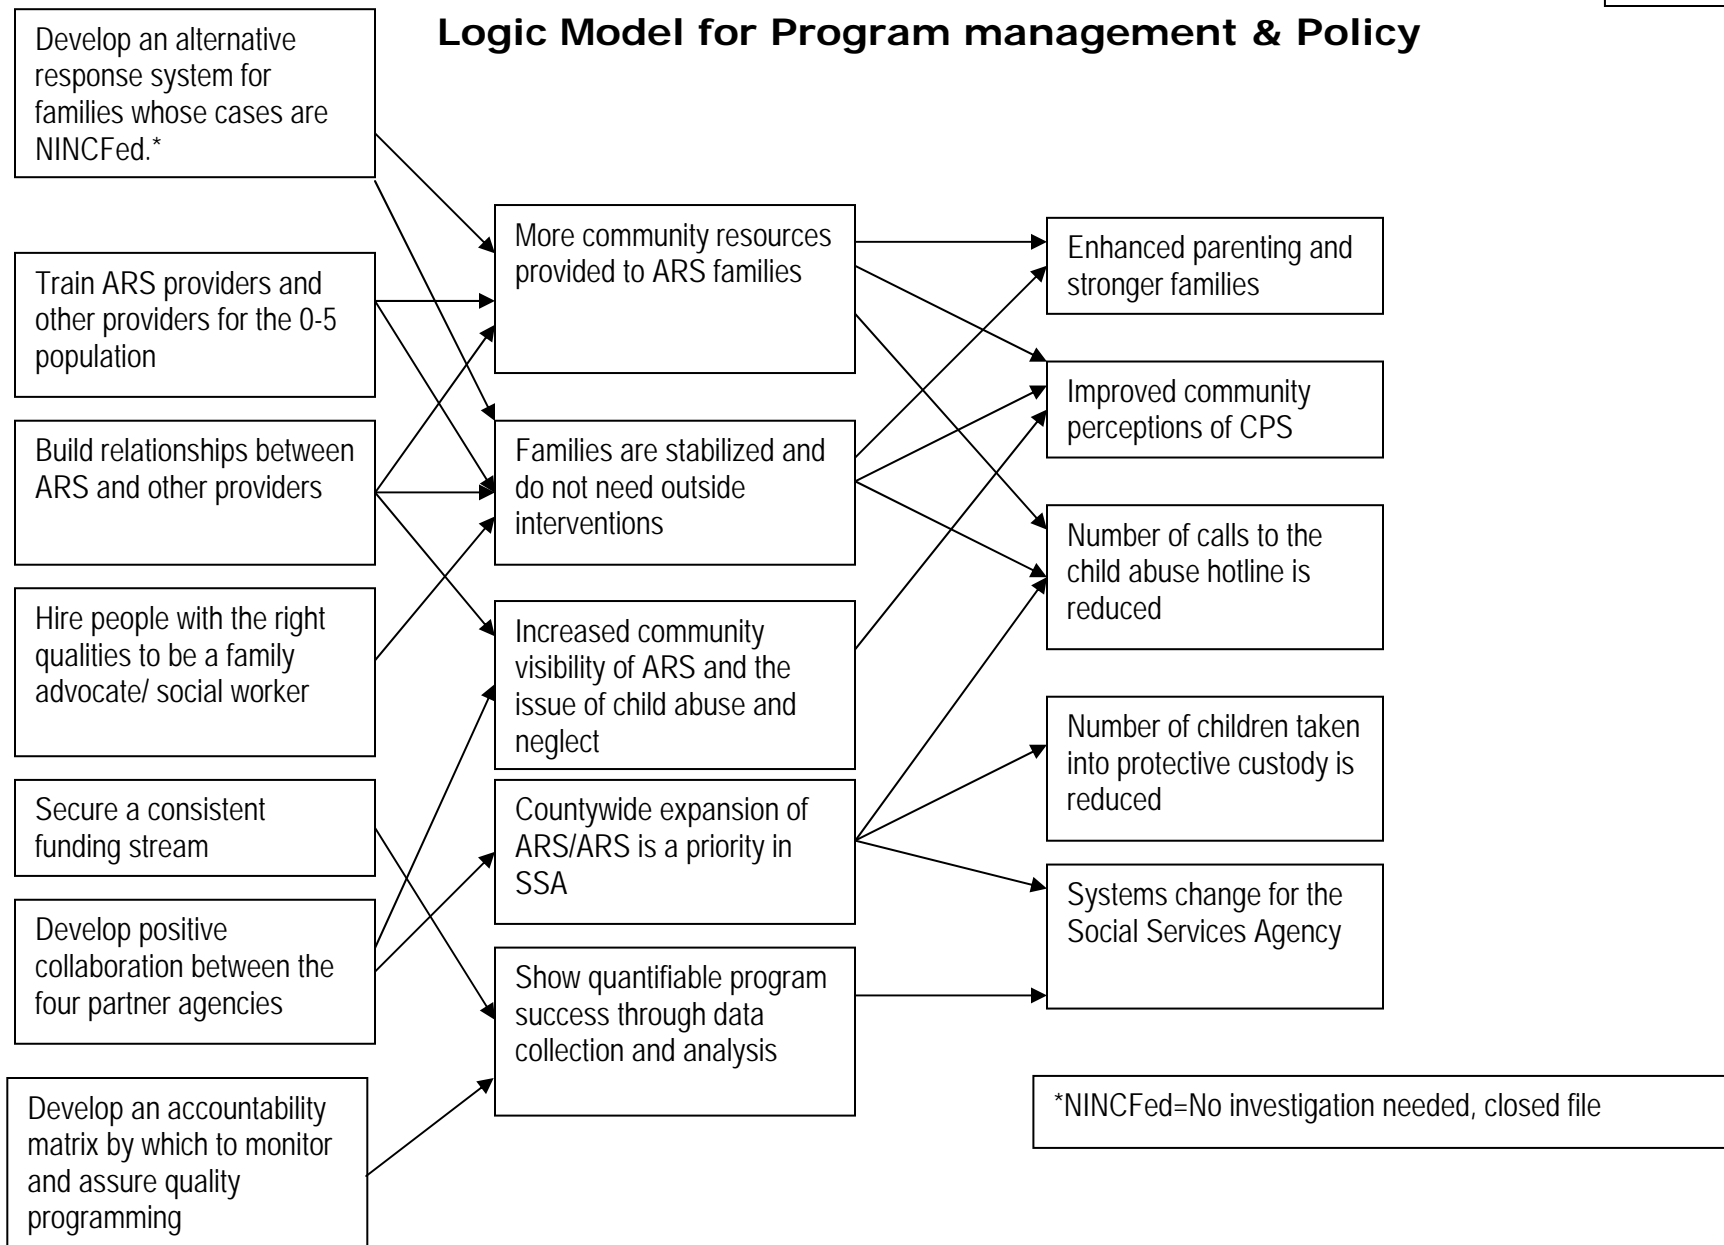 Logic Model for Program management & Policy
Develop an alternative
response system for
families whose cases are
NINCFed.*
Train ARS providers and
other providers for the 0-5
population
Build relationships between
ARS and other providers
Hire people with the right
qualities to be a family
advocate/ social worker
Secure a consistent
funding stream
Develop positive
collaboration between the
four partner agencies
Develop an accountability
matrix by which to monitor
and assure quality
programming
More community resources
provided to ARS families
Families are stabilized and
do not need outside
interventions
Increased community
visibility of ARS and the
issue of child abuse and
neglect
Countywide expansion of
ARS/ARS is a priority in
SSA
Show quantifiable program
success through data
collection and analysis
Enhanced parenting and
stronger families
Improved community
perceptions of CPS
Number of calls to the
child abuse hotline is
reduced
Number of children taken
into protective custody is
reduced
Systems change for the
Social Services Agency
*NINCFed=No investigation needed, closed file